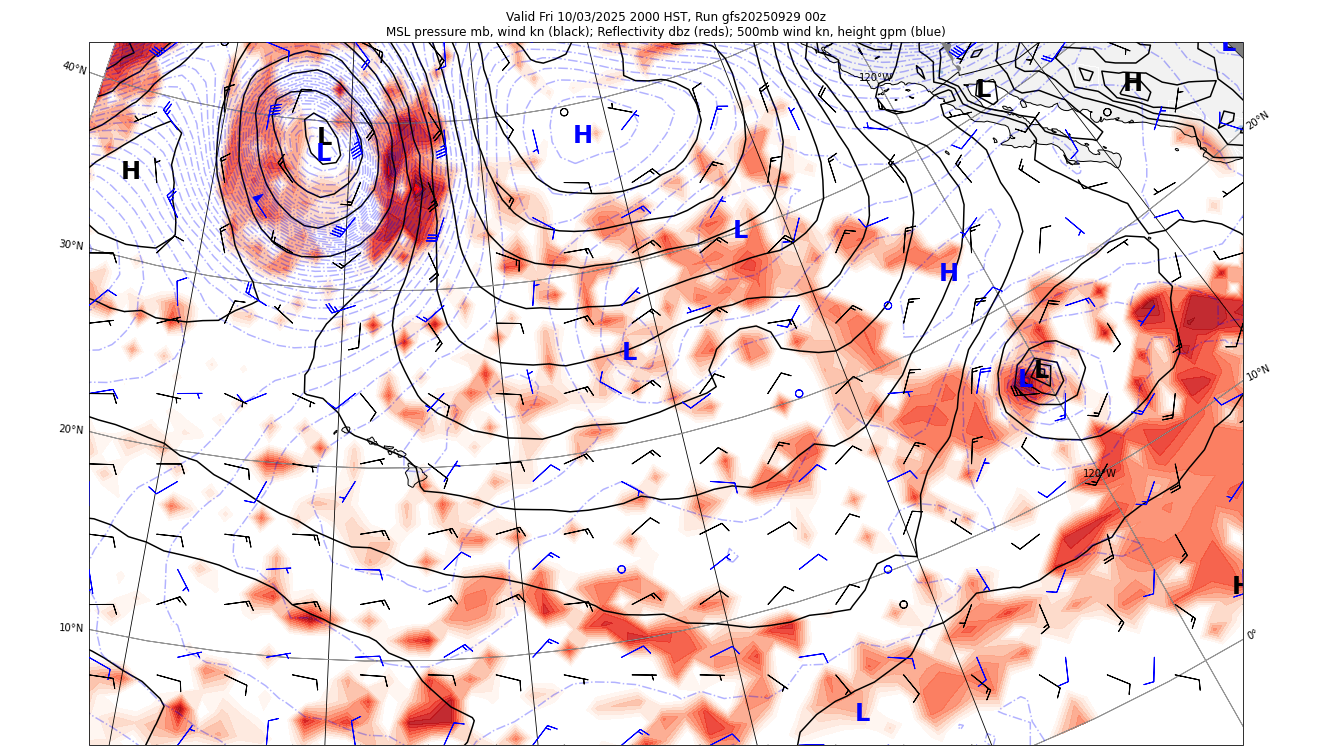 Valid Fri 10/03/2025 2000 HST, Run gfs20250929 00z
MSL pressure mb, wind kn (black); Reflectivity dbz (reds); 500mb wind kn, height gpm (blue)
L
40°N
120°W
L
H
20°N
L
L
H
H
L
30°N
H
L
L
L
10°N
20°N
120°W
H
10°N
0°
L